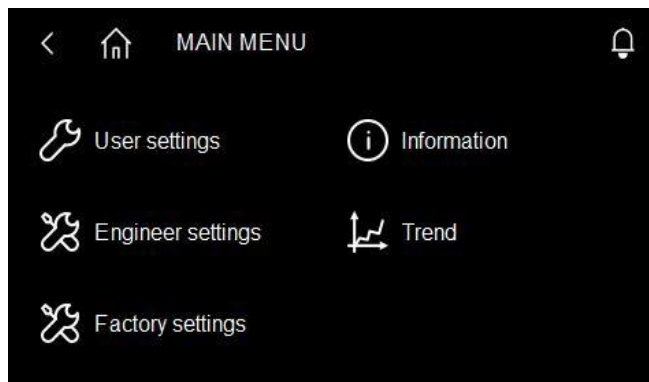 MAIN MENU
User settings
Information
Engineer settings
Trend
Factory settings